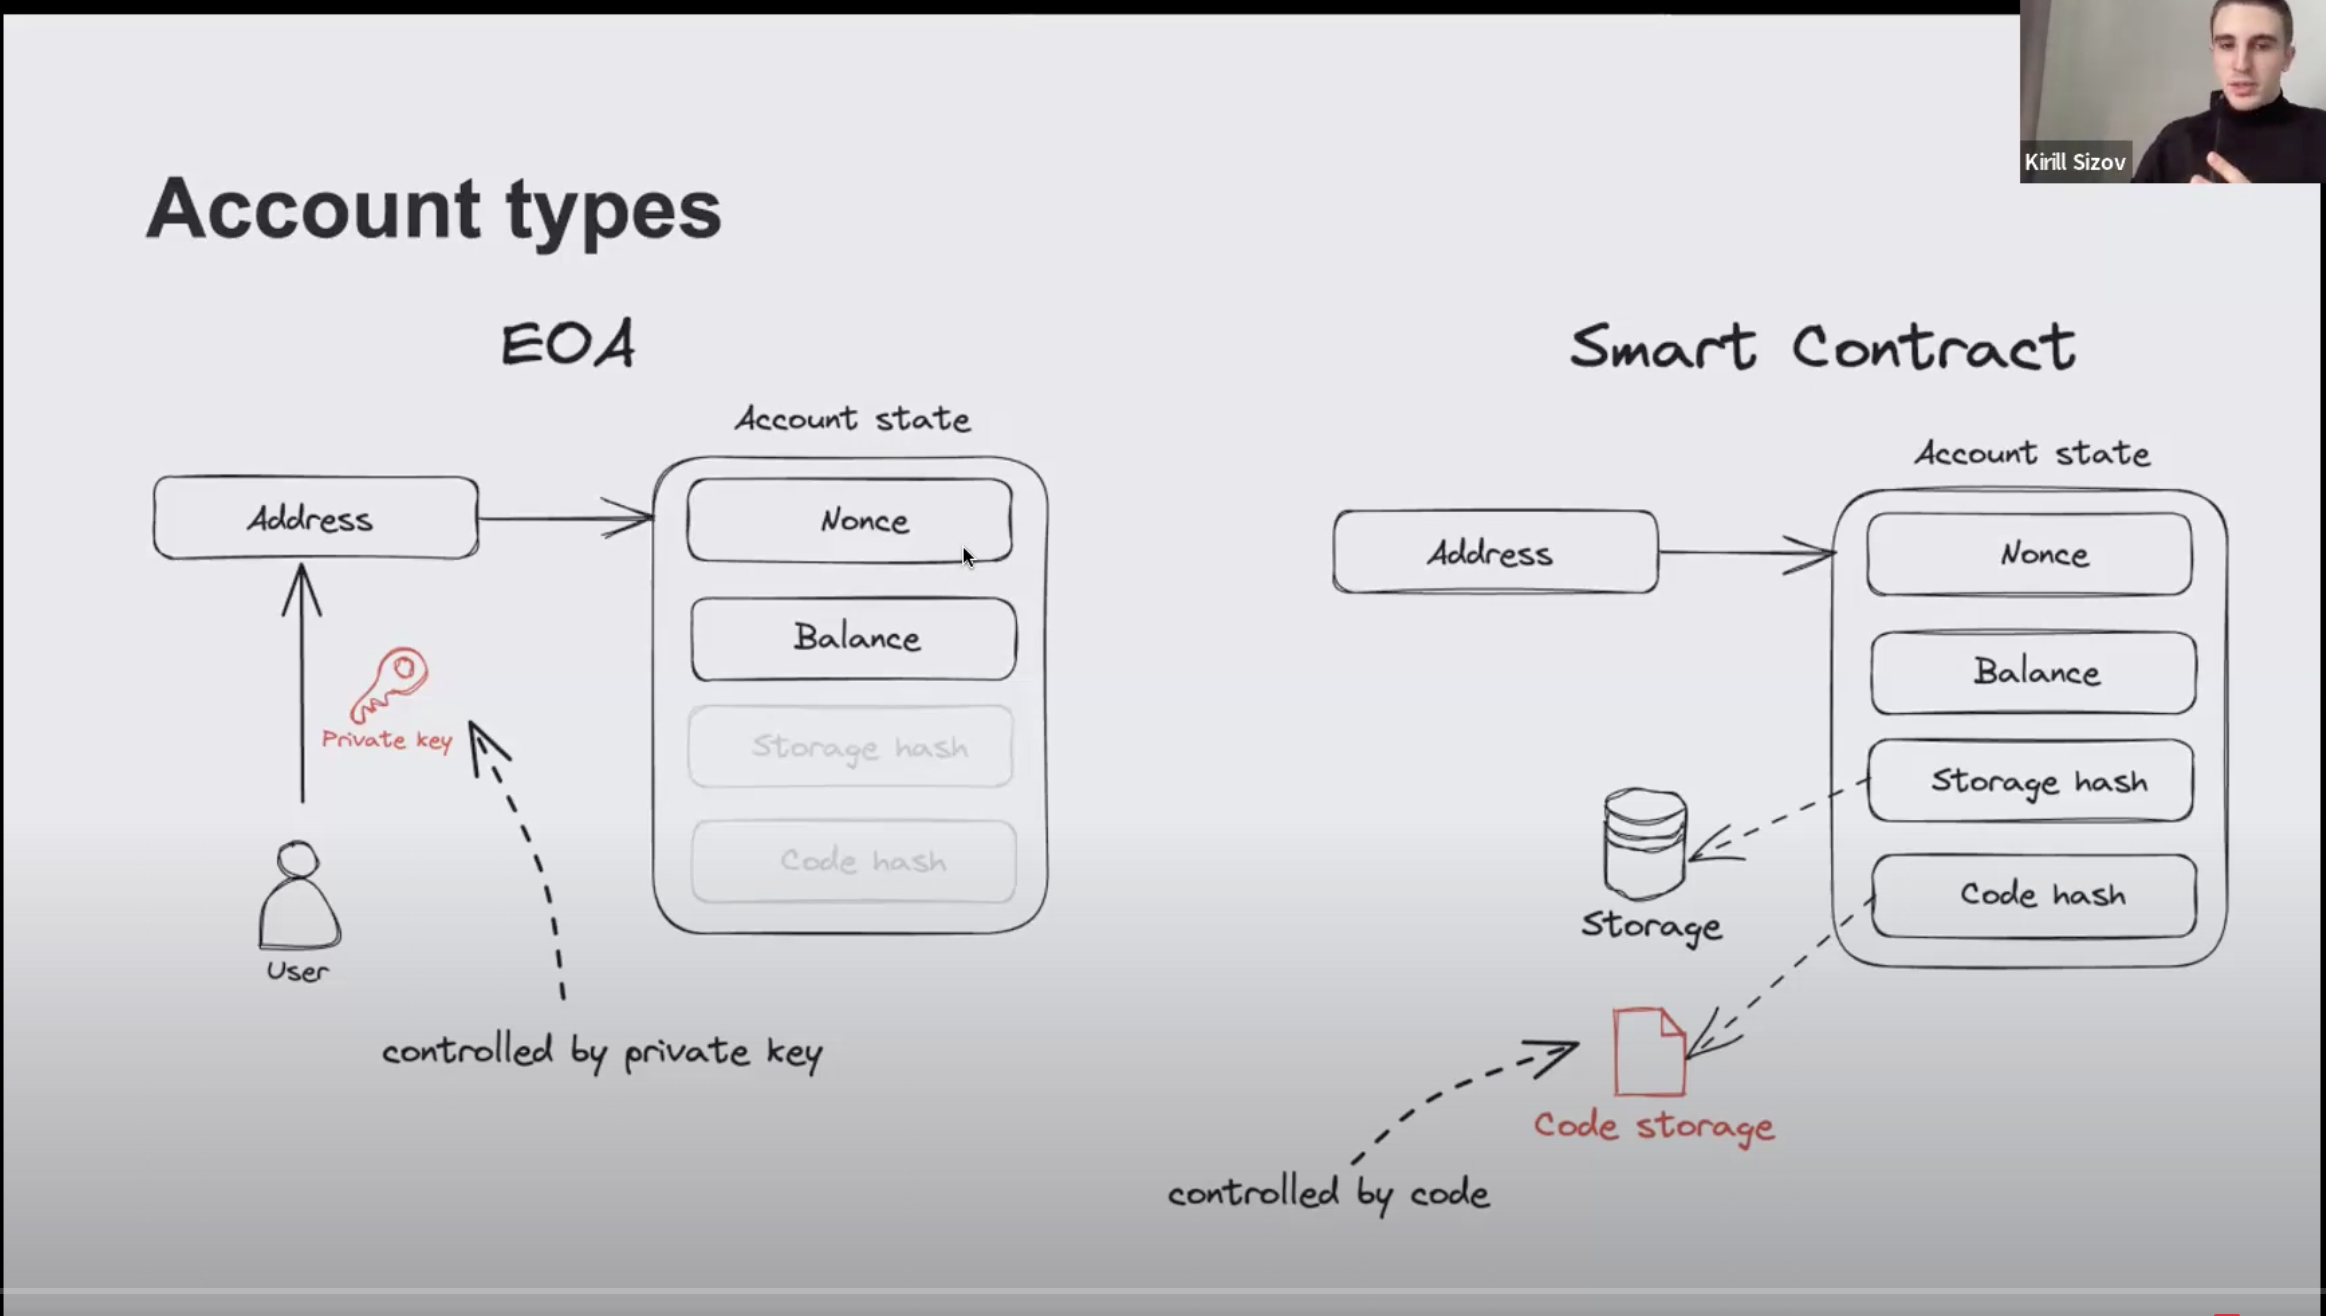 Kirill Sizov
Account types
EOA
Account state
Address
Nonce
Balance
Storage hash
Code hash
Private key
User
controlled by private key
Smart Contract
Account state
Address
Nonce
Balance
Storage hash
Code hash
Storage
Code storage
controlled by code